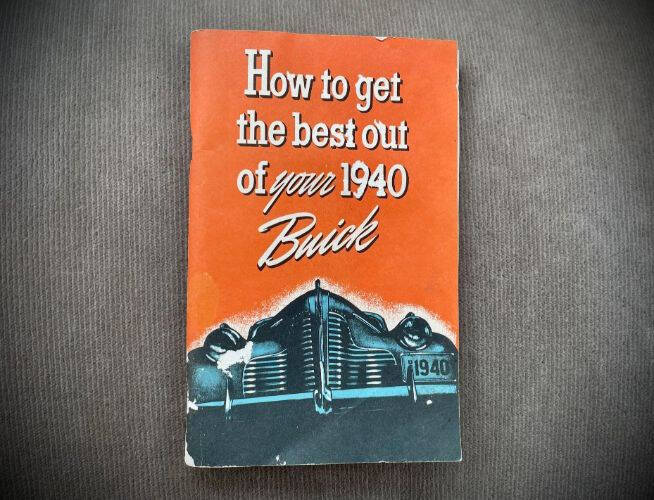 How to get
the best out
of your 1940
Buick
1940